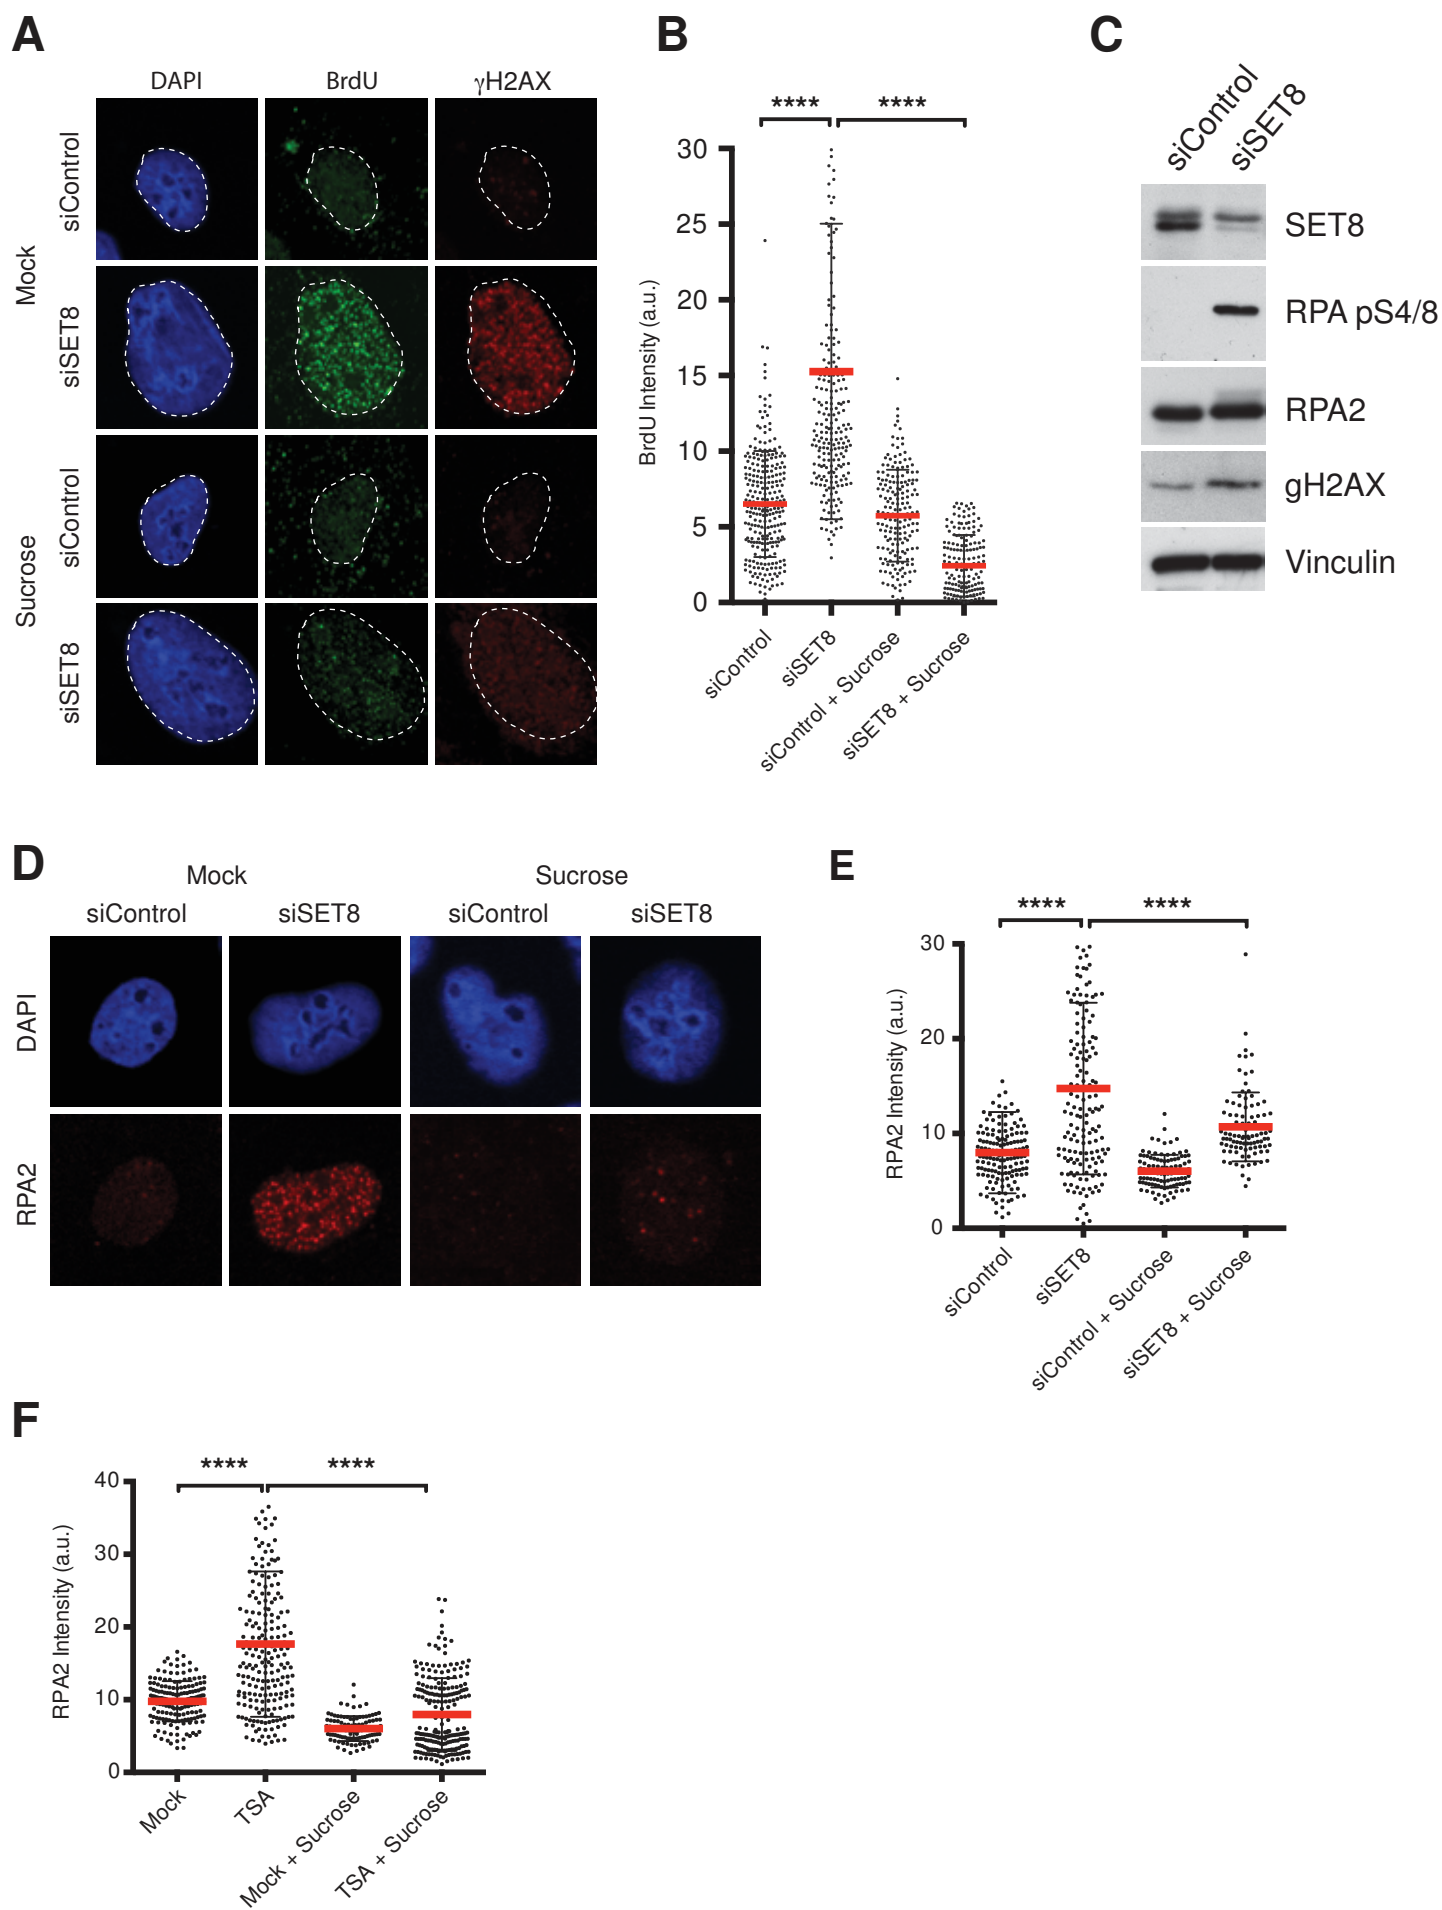 A
DAPI BrdU γH2AX
Mock
siControl
siSET8
Sucrose
siControl
siSET8
B
**** ****
BrdU Intensity (a.u.)
30
25
20
15
10
5
0
siControl
siSET8
siControl + Sucrose
siSET8 + Sucrose
C
siControl
siSET8
SET8
RPA pS4/8
RPA2
gH2AX
Vinculin
D
Mock Sucrose
siControl siSET8 siControl siSET8
DAPI
RPA2
E
**** ****
RPA2 Intensity (a.u.)
30
20
10
0
siControl
siSET8
siControl + Sucrose
siSET8 + Sucrose
F
**** ****
RPA2 Intensity (a.u.)
40
30
20
10
0
Mock
TSA
Mock + Sucrose
TSA + Sucrose